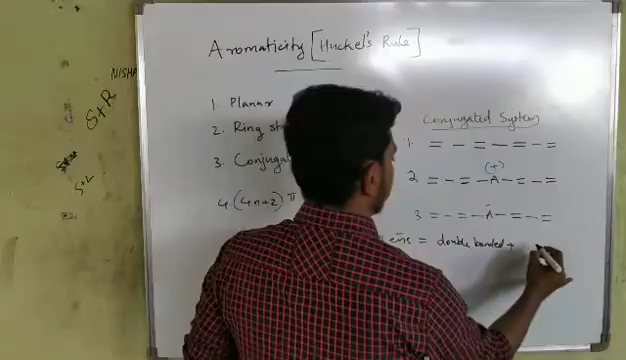 Aromaticity [Huckel's Rule]
NISHA
S+R
S+L
1. Planar
2. Ring st
3. Conjuga
4. (4n+2) π
Conjugated System
1. = - = - = - =
(+)
2 = - = - A - = - =
3 = - = - A - = - =
= double bonded +